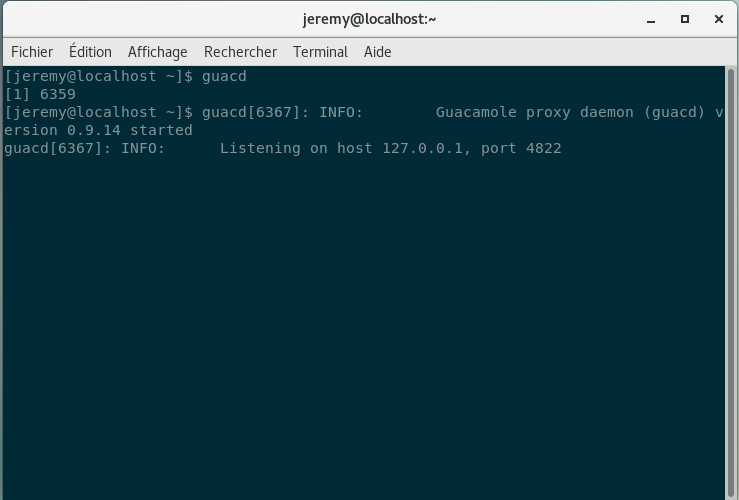 jeremy@localhost:~
Fichier Édition Affichage Rechercher Terminal Aide
[jeremy@localhost ~]$ guacd
[1] 6359
[jeremy@localhost ~]$ guacd[6367]: INFO:        Guacamole proxy daemon (guacd) v
ersion 0.9.14 started
guacd[6367]: INFO:      Listening on host 127.0.0.1, port 4822